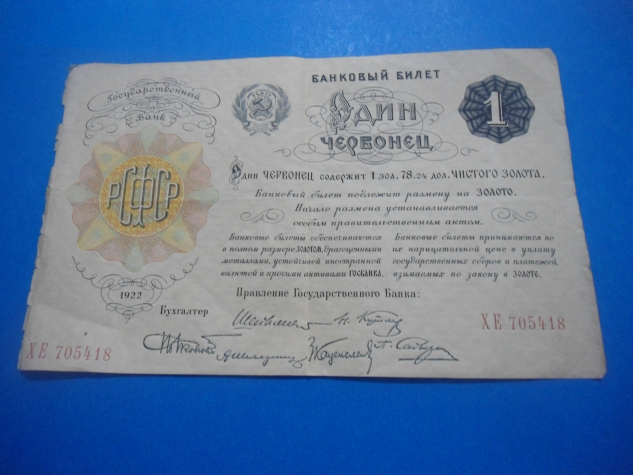 Государственный
Банк
БАНКОВЫЙ БИЛЕТ
РСФСР
1
Один
ЧЕРВОНЕЦ
РСФСР
Один ЧЕРВОНЕЦ содержит 1 зол. 78.24 дол. ЧИСТОГО ЗОЛОТА.
Банковый билет подлежит размену на ЗОЛОТО.
Начало размена устанавливается
особым правительственным актом.
Банковые билеты обеспечиваются
в полном размере ЗОЛОТОМ, драгоценными
металлами, устойчивой иностранной
валютой и прочими активами ГОСБАНКА.
Банковые билеты принимаются по
их нарицательной цене в уплату
государственных сборов и платежей,
взимаемых по закону в ЗОЛОТЕ.
1922
Правление Государственного Банка:
Бухгалтер
ХЕ 705418
ХЕ 705418